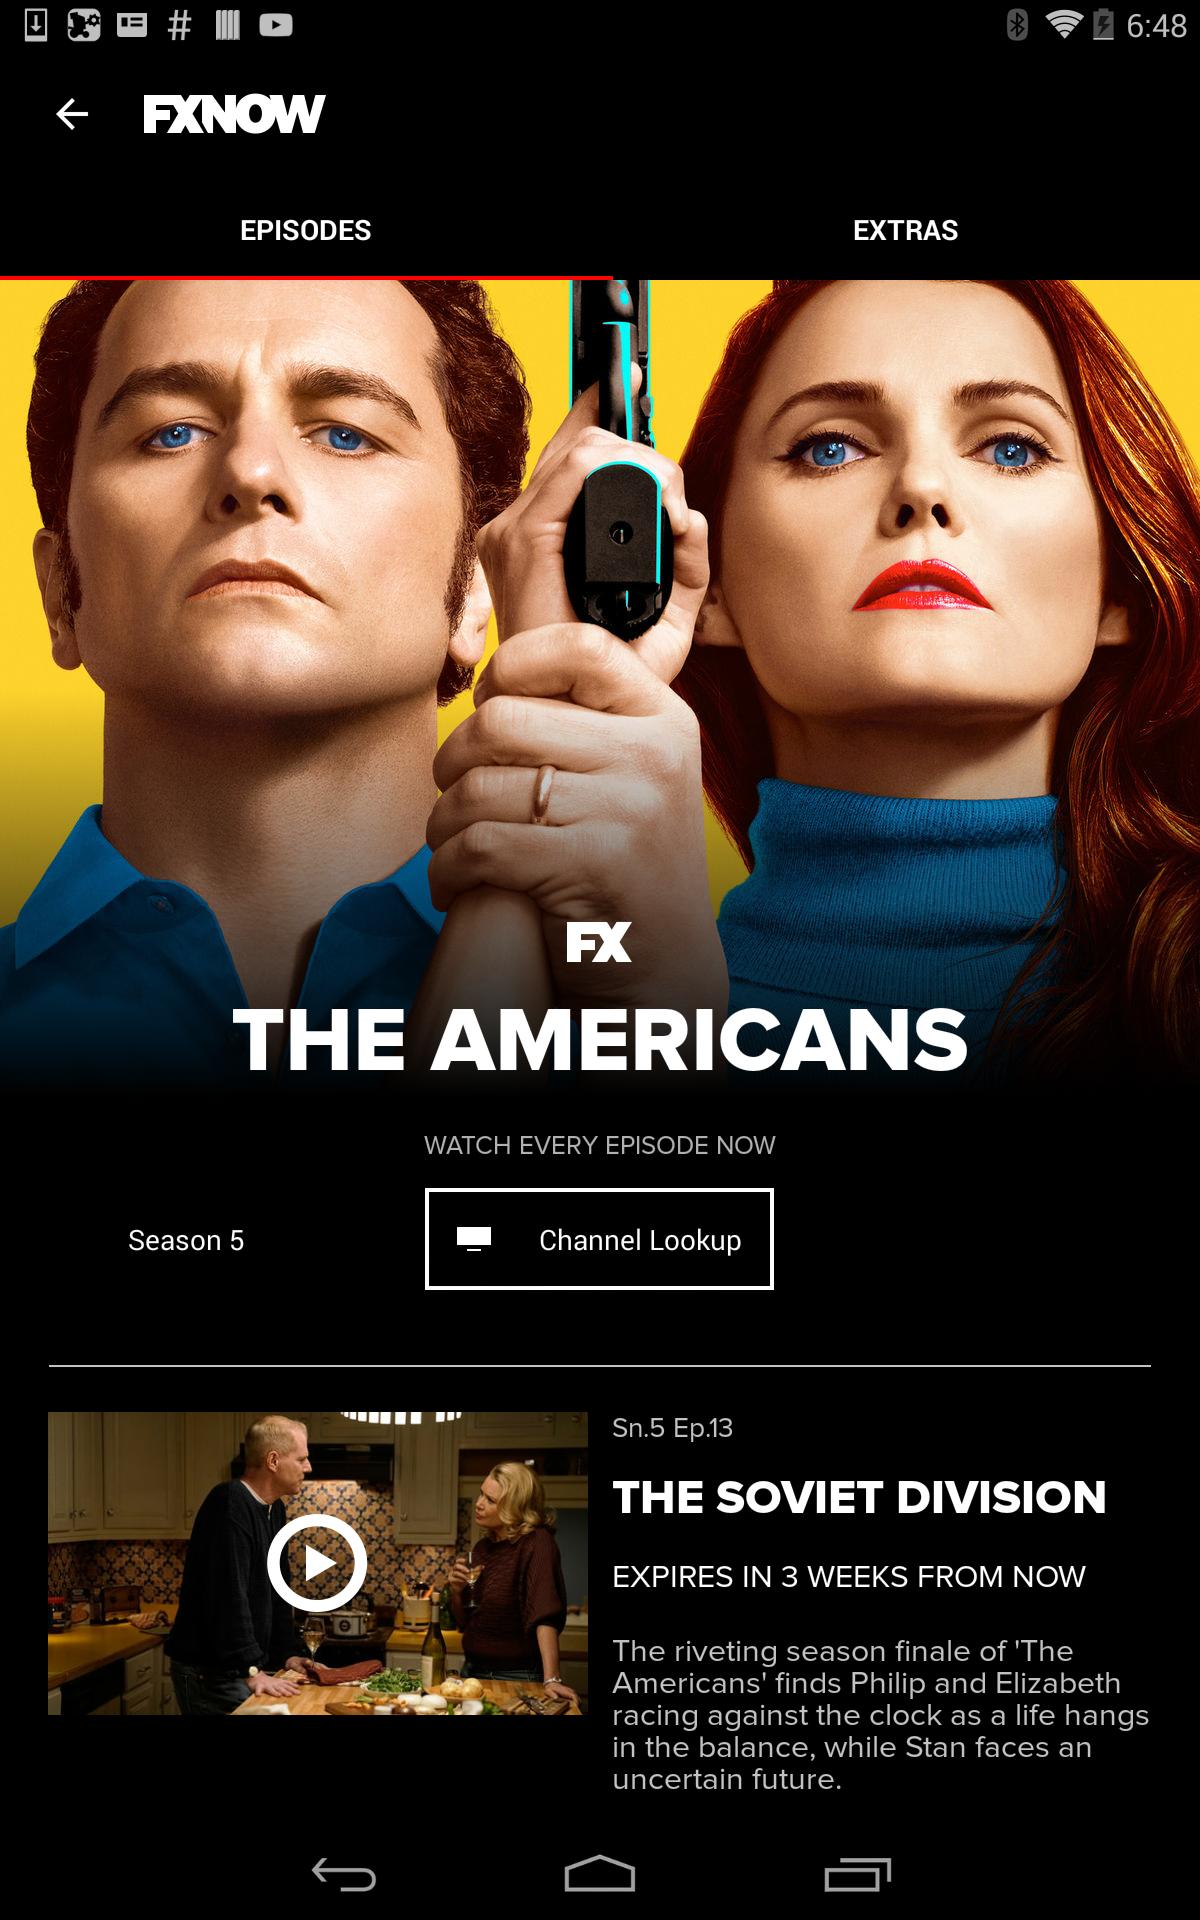 6:48
FXNOW
EPISODES
EXTRAS
FX
THE AMERICANS
WATCH EVERY EPISODE NOW
Season 5
Channel Lookup
Sn.5 Ep.13
THE SOVIET DIVISION
EXPIRES IN 3 WEEKS FROM NOW
The riveting season finale of 'The
Americans' finds Philip and Elizabeth
racing against the clock as a life hangs
in the balance, while Stan faces an
uncertain future.